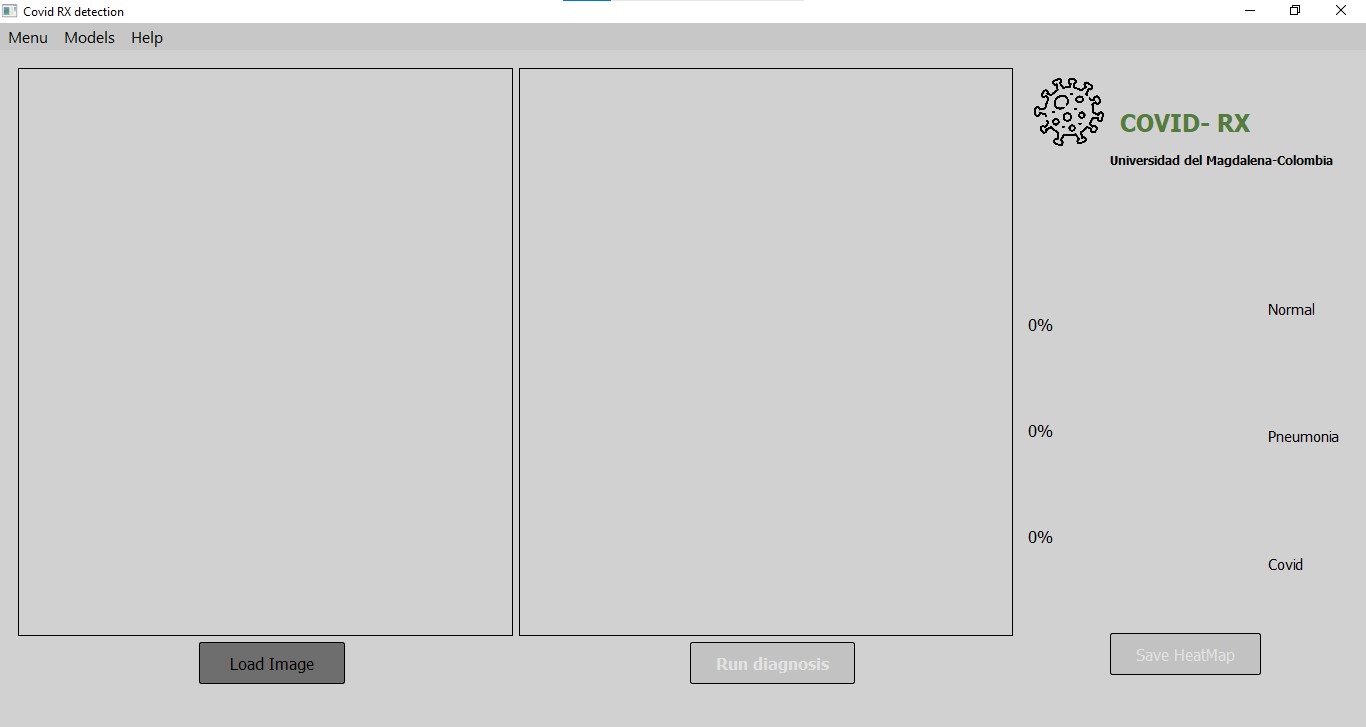 Covid RX detection
Menu Models Help
COVID- RX
Universidad del Magdalena-Colombia
Normal
0%
0%
Pneumonia
0%
Covid
Load Image
Run diagnosis
Save HeatMap